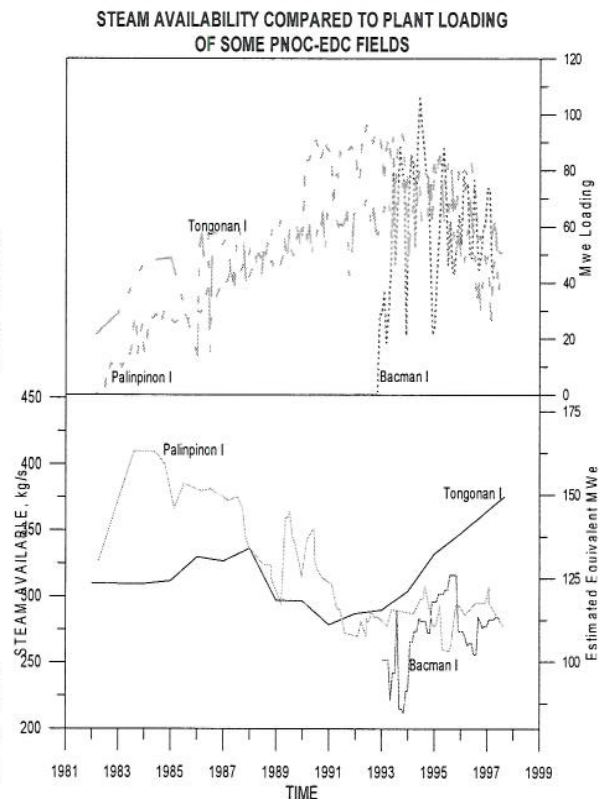 STEAM AVAILABILITY COMPARED TO PLANT LOADING
OF SOME PNOC-EDC FIELDS
120
100
80
60
40
20
0
Mwe Loading
Tongonan I
Palinpinon I
Bacman I
450
400
350
300
250
200
STEAM AVAILABLE, kg/s
175
150
125
100
Estimated Equivalent MWe
Palinpinon I
Tongonan I
Bacman I
1981 1983 1985 1987 1989 1991 1993 1995 1997 1999
TIME